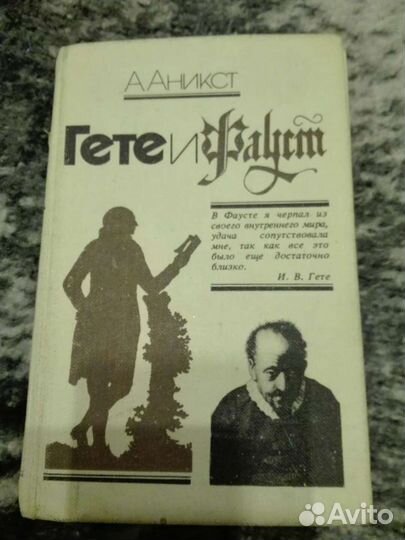 А АНИКСТ
ГЕТЕ И Фауст
В Фаусте я черпал из
своего внутреннего мира,
удача сопутствовала
мне, так как все это
было еще достаточно
близко.
И. В. Гете
Avito